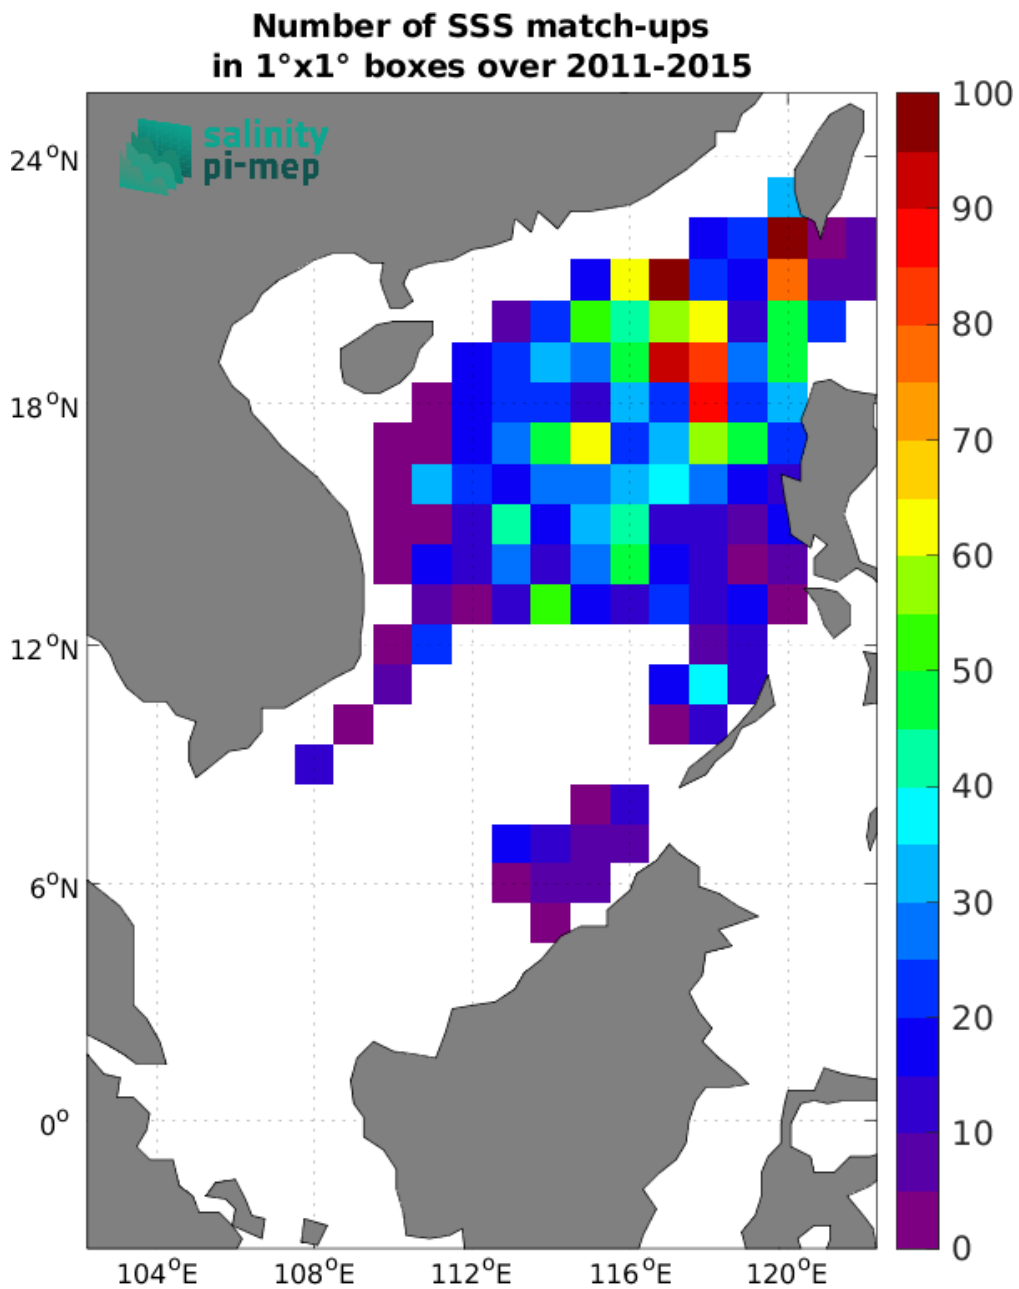 Number of SSS match-ups
in 1°x1° boxes over 2011-2015
salinity
pi-mep
100
90
80
70
60
50
40
30
20
10
0
24°N
18°N
12°N
6°N
0°
104°E
108°E
112°E
116°E
120°E